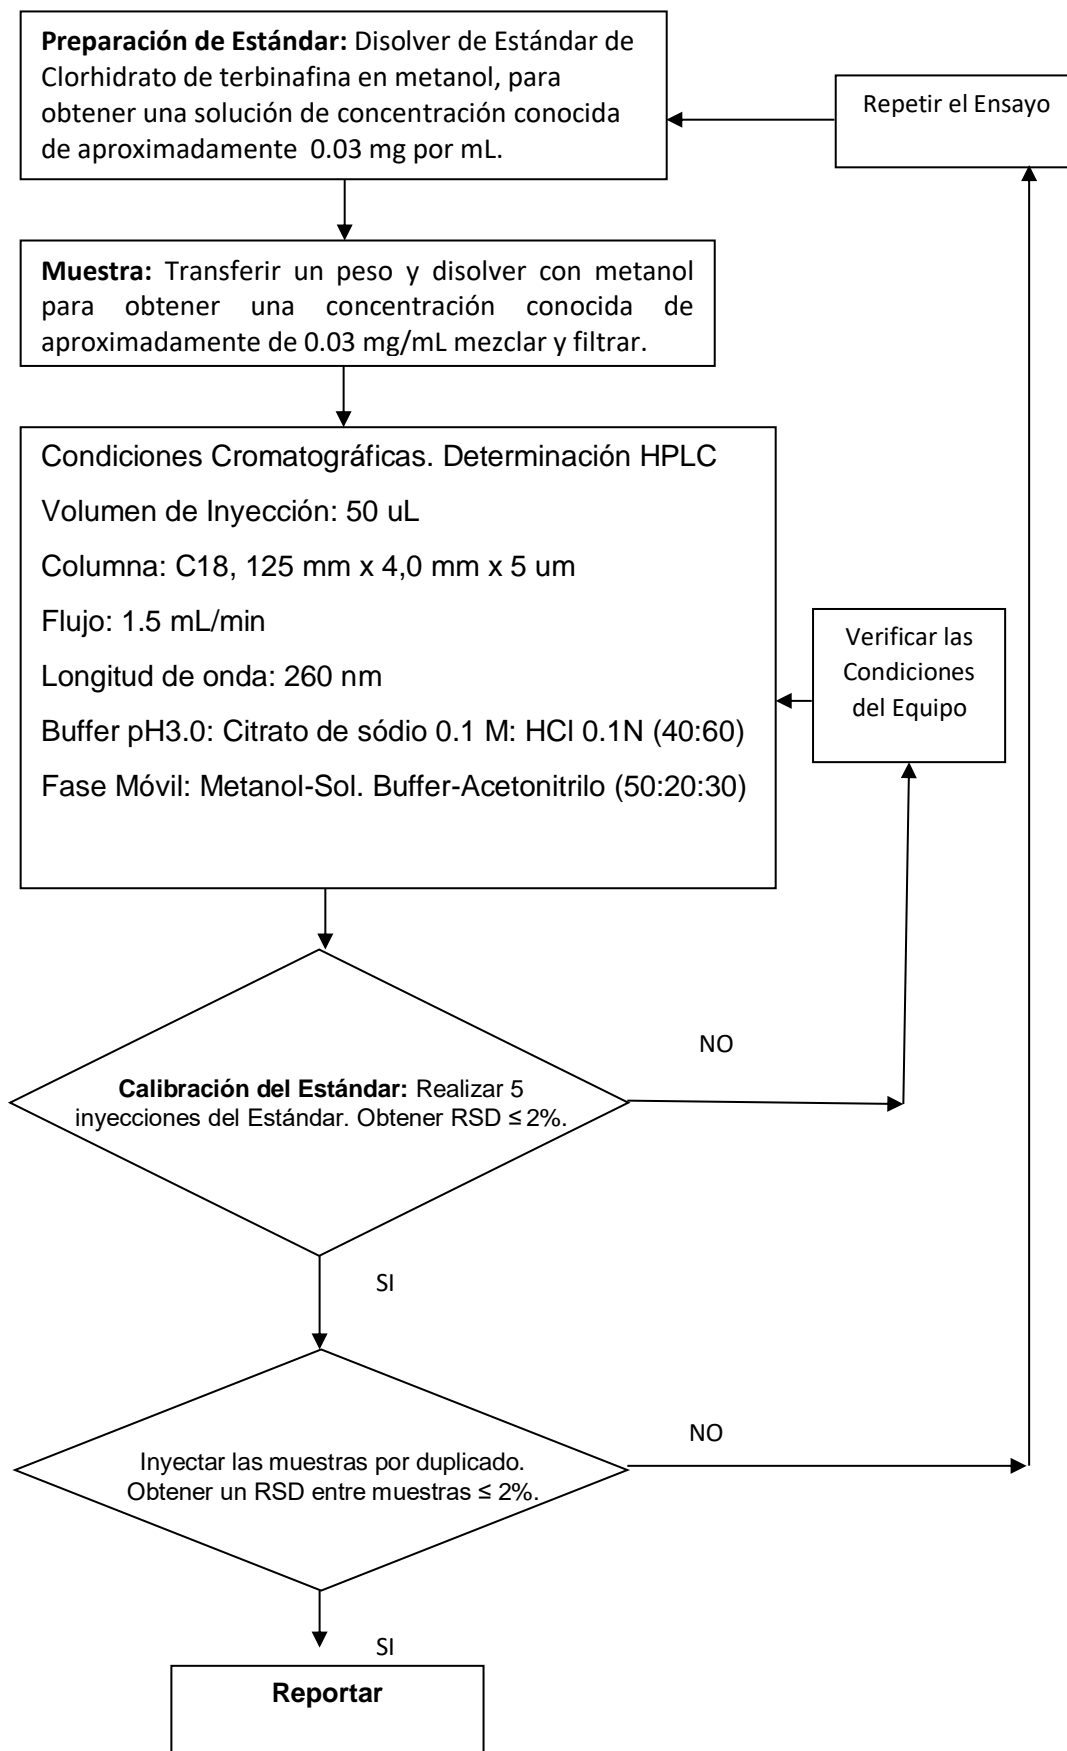 Preparación de Estándar: Disolver de Estándar de
Clorhidrato de terbinafina en metanol, para
obtener una solución de concentración conocida
de aproximadamente 0.03 mg por mL.
Repetir el Ensayo
Muestra: Transferir un peso y disolver con metanol
para obtener una concentración conocida de
aproximadamente de 0.03 mg/mL mezclar y filtrar.
Condiciones Cromatográficas. Determinación HPLC
Volumen de Inyección: 50 uL
Columna: C18, 125 mm x 4,0 mm x 5 um
Flujo: 1.5 mL/min
Longitud de onda: 260 nm
Buffer pH3.0: Citrato de sódio 0.1 M: HCl 0.1N (40:60)
Fase Móvil: Metanol-Sol. Buffer-Acetonitrilo (50:20:30)
Verificar las
Condiciones
del Equipo
NO
Calibración del Estándar: Realizar 5
inyecciones del Estándar. Obtener RSD ≤ 2%.
SI
NO
Inyectar las muestras por duplicado.
Obtener un RSD entre muestras ≤ 2%.
SI
Reportar